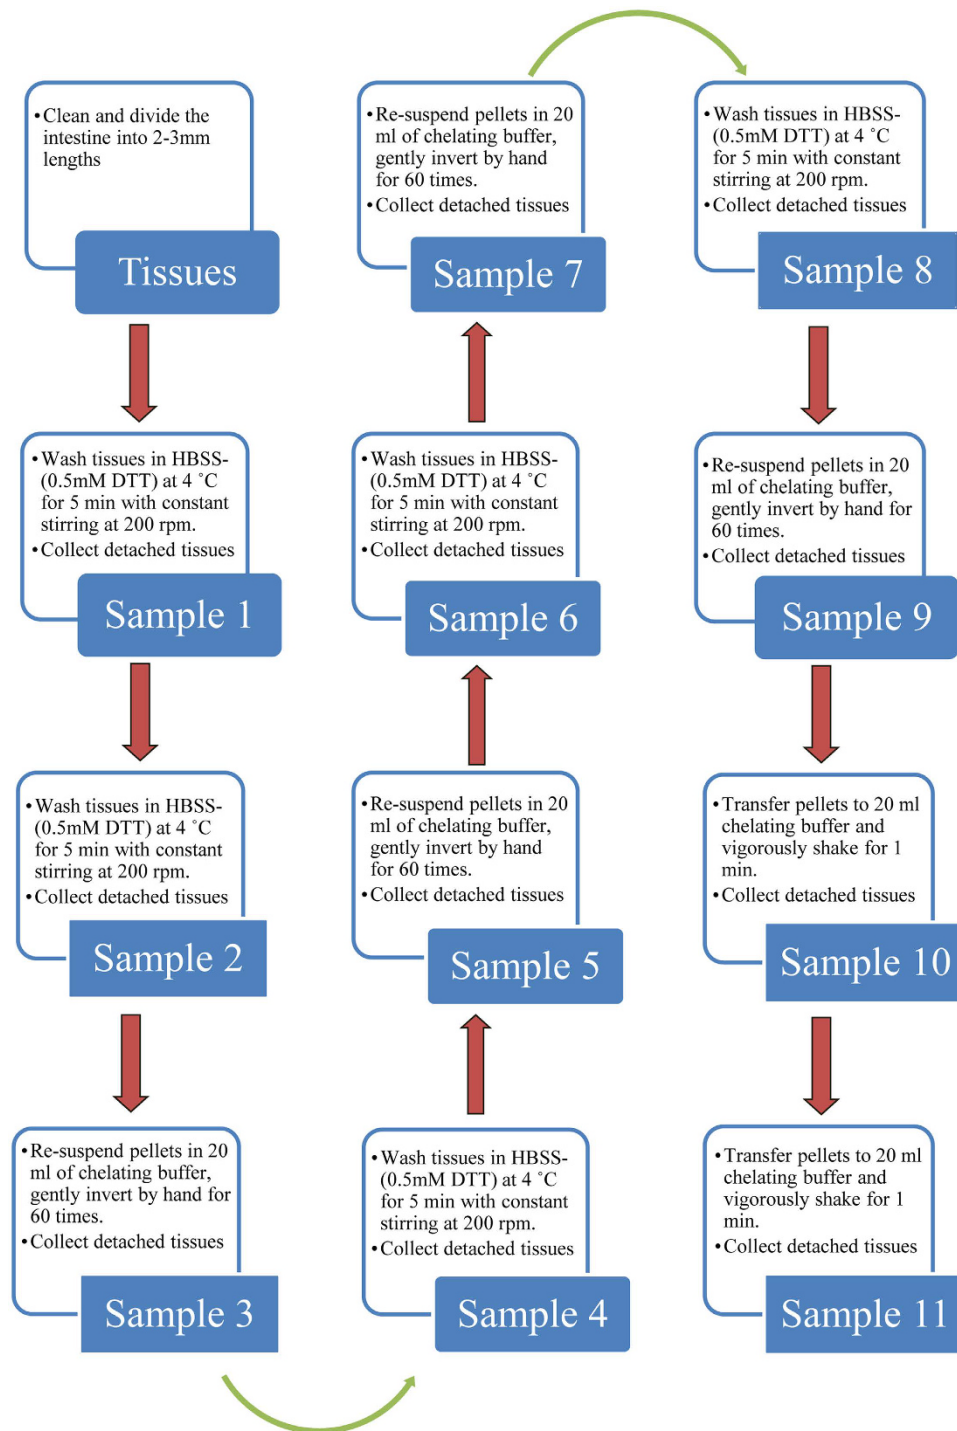 •Clean and divide the
intestine into 2-3mm
lengths
Tissues
•Wash tissues in HBSS-
(0.5mM DTT) at 4 ˚C
for 5 min with constant
stirring at 200 rpm.
•Collect detached tissues
Sample 1
•Wash tissues in HBSS-
(0.5mM DTT) at 4 ˚C
for 5 min with constant
stirring at 200 rpm.
•Collect detached tissues
Sample 2
•Re-suspend pellets in 20
ml of chelating buffer,
gently invert by hand for
60 times.
•Collect detached tissues
Sample 3
•Wash tissues in HBSS-
(0.5mM DTT) at 4 ˚C
for 5 min with constant
stirring at 200 rpm.
•Collect detached tissues
Sample 4
•Re-suspend pellets in 20
ml of chelating buffer,
gently invert by hand
for 60 times.
•Collect detached tissues
Sample 5
•Wash tissues in HBSS-
(0.5mM DTT) at 4 ˚C
for 5 min with constant
stirring at 200 rpm.
•Collect detached tissues
Sample 6
•Re-suspend pellets in 20
ml of chelating buffer,
gently invert by hand
for 60 times.
•Collect detached tissues
Sample 7
•Wash tissues in HBSS-
(0.5mM DTT) at 4 ˚C
for 5 min with constant
stirring at 200 rpm.
•Collect detached tissues
Sample 8
•Re-suspend pellets in 20
ml of chelating buffer,
gently invert by hand for
60 times.
•Collect detached tissues
Sample 9
•Transfer pellets to 20 ml
chelating buffer and
vigorously shake for 1
min.
•Collect detached tissues
Sample 10
•Transfer pellets to 20 ml
chelating buffer and
vigorously shake for 1
min.
•Collect detached tissues
Sample 11